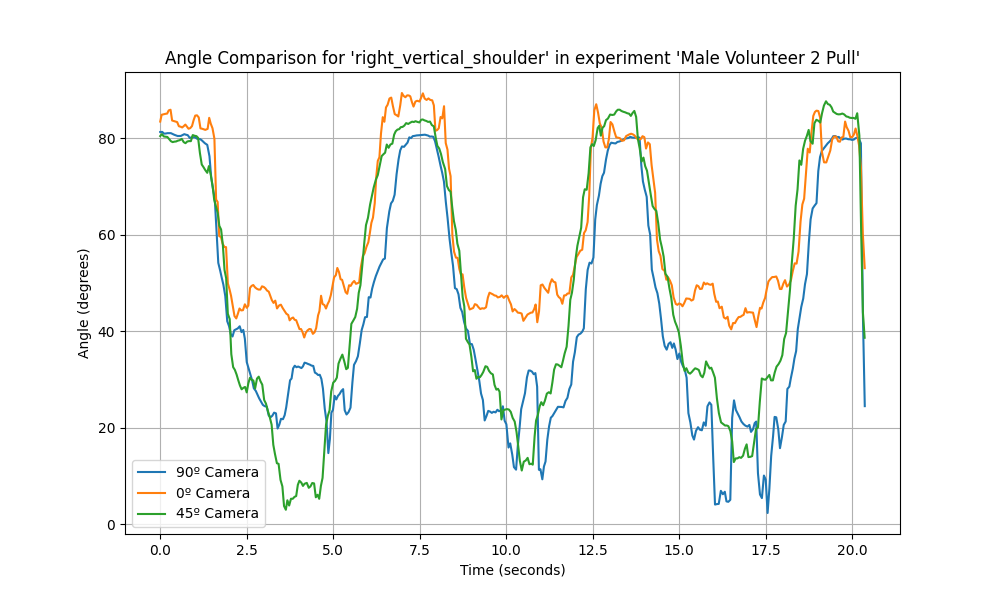 Angle Comparison for 'right_vertical_shoulder' in experiment 'Male Volunteer 2 Pull'
Angle (degrees)
80
60
40
20
0
90º Camera
0º Camera
45º Camera
0.0 2.5 5.0 7.5 10.0 12.5 15.0 17.5 20.0
Time (seconds)